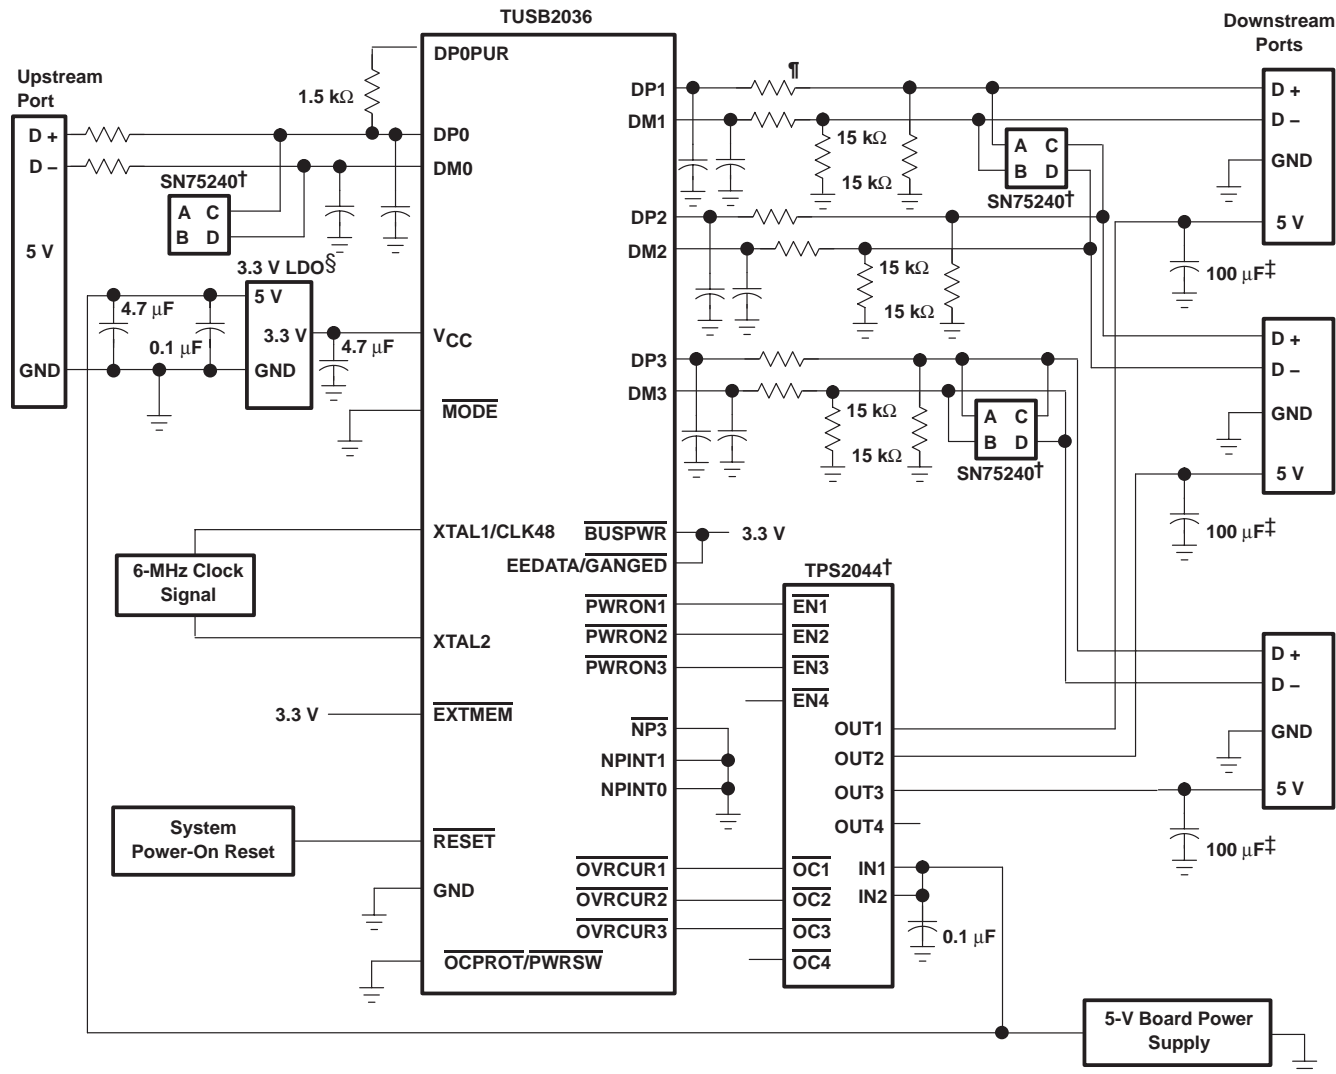 TUSB2036
Downstream
Ports
Upstream
Port
D +
D –
5 V
GND
1.5 kΩ
SN75240†
A C
B D
3.3 V LDO§
5 V
3.3 V
GND
4.7 µF
0.1 µF
4.7 µF
6-MHz Clock
Signal
3.3 V
System
Power-On Reset
DP0PUR
DP0
DM0
VCC
MODE
XTAL1/CLK48
XTAL2
EXTMEM
RESET
GND
OCPROT/PWRSW
DP1
DM1
DP2
DM2
DP3
DM3
BUSPWR
EEDATA/GANGED
PWRON1
PWRON2
PWRON3
NP3
NPINT1
NPINT0
OVRCUR1
OVRCUR2
OVRCUR3
¶
15 kΩ
15 kΩ
A C
B D
SN75240†
15 kΩ
15 kΩ
15 kΩ
15 kΩ
A C
B D
SN75240†
3.3 V
TPS2044†
EN1
EN2
EN3
EN4
OUT1
OUT2
OUT3
OUT4
OC1
IN1
OC2
IN2
OC3
OC4
0.1 µF
D +
D –
GND
5 V
100 µF‡
D +
D –
GND
5 V
100 µF‡
D +
D –
GND
5 V
100 µF‡
5-V Board Power
Supply